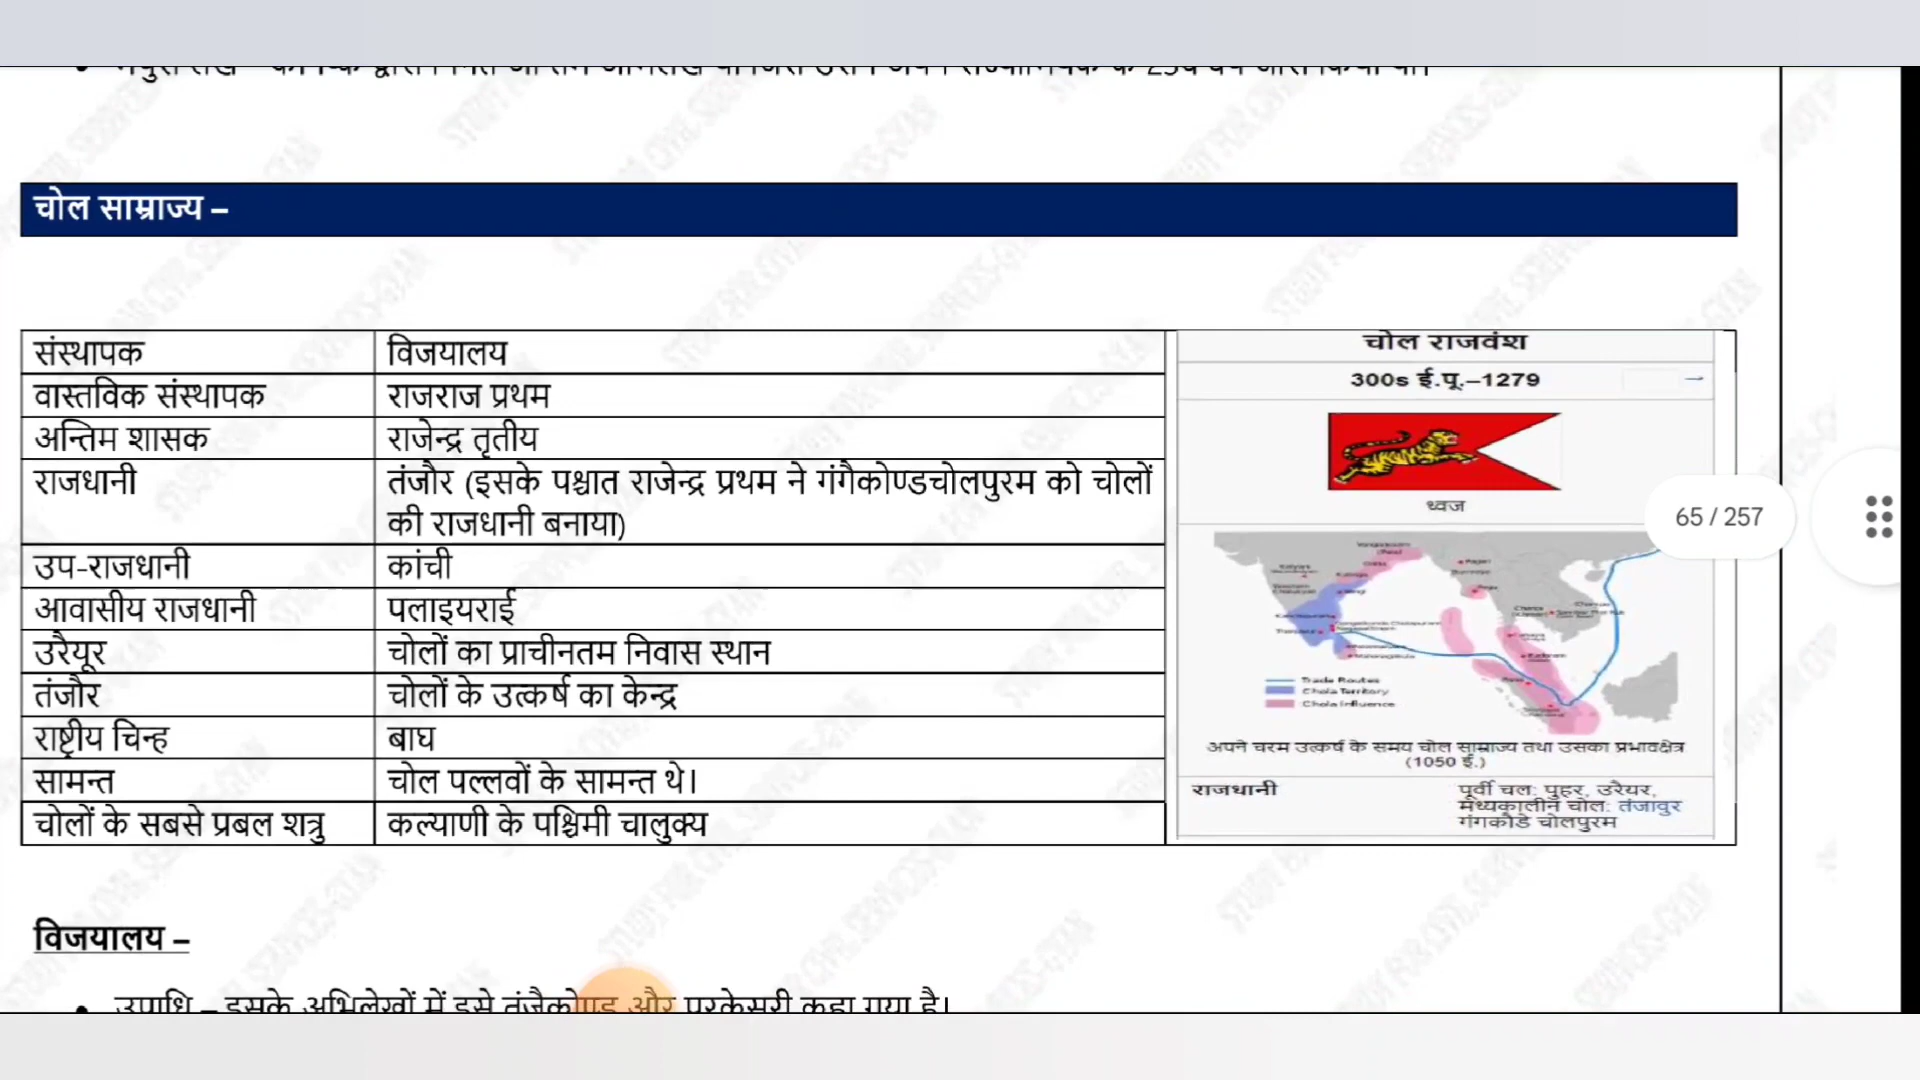 चोल साम्राज्य –
संस्थापक विजयालय
वास्तविक संस्थापक राजराज प्रथम
अन्तिम शासक राजेन्द्र तृतीय
राजधानी तंजौर (इसके पश्चात राजेन्द्र प्रथम ने गंगैकोण्डचोलपुरम को चोलों
की राजधानी बनाया)
उप-राजधानी कांची
आवासीय राजधानी पलाइयराई
उरैयूर चोलों का प्राचीनतम निवास स्थान
तंजौर चोलों के उत्कर्ष का केन्द्र
राष्ट्रीय चिन्ह बाघ
सामन्त चोल पल्लवों के सामन्त थे।
चोलों के सबसे प्रबल शत्रु कल्याणी के पश्चिमी चालुक्य
चोल राजवंश
300s ई.पू.–1279 →
ध्वज
65 / 257
Trade Routes
Chola Territory
Chola Influence
अपने चरम उत्कर्ष के समय चोल साम्राज्य तथा उसका प्रभावक्षेत्र
(1050 ई.)
राजधानी पूर्वी चल: पुहर, उरैयर,
मध्यकालीन चोल: तंजावुर
गंगकोंडे चोलपुरम
विजयालय –
उपाधि – इसके अभिलेखों में इसे तंजैकोण्ड और परकेसरी कहा गया है।